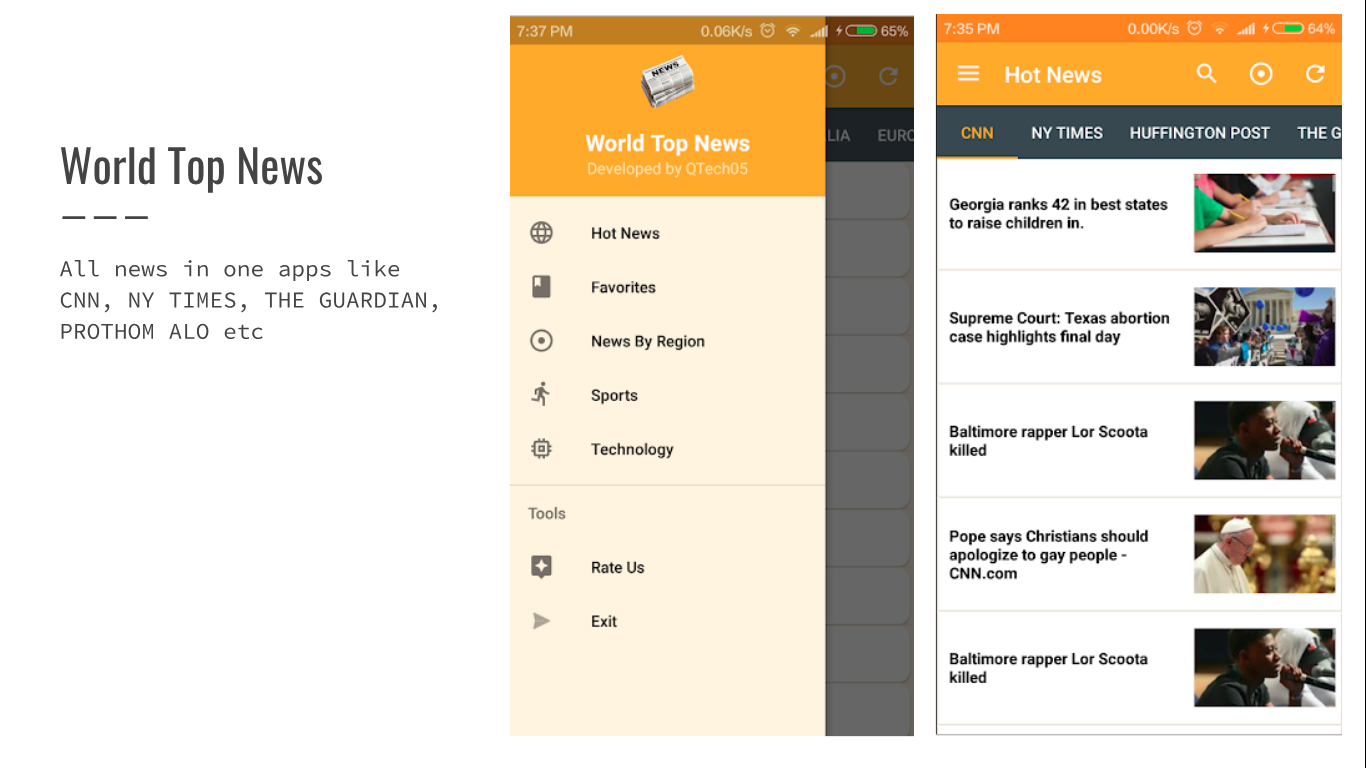 World Top News
All news in one apps like
CNN, NY TIMES, THE GUARDIAN,
PROTHOM ALO etc
7:37 PM 0.06K/s 65%
NEWS
World Top News
Developed by QTech05
LIA EURO
Hot News
Favorites
News By Region
Sports
Technology
Tools
Rate Us
Exit
7:35 PM 0.00K/s 64%
Hot News
CNN NY TIMES HUFFINGTON POST THE G
Georgia ranks 42 in best states
to raise children in.
Supreme Court: Texas abortion
case highlights final day
Baltimore rapper Lor Scoota
killed
Pope says Christians should
apologize to gay people -
CNN.com
Baltimore rapper Lor Scoota
killed